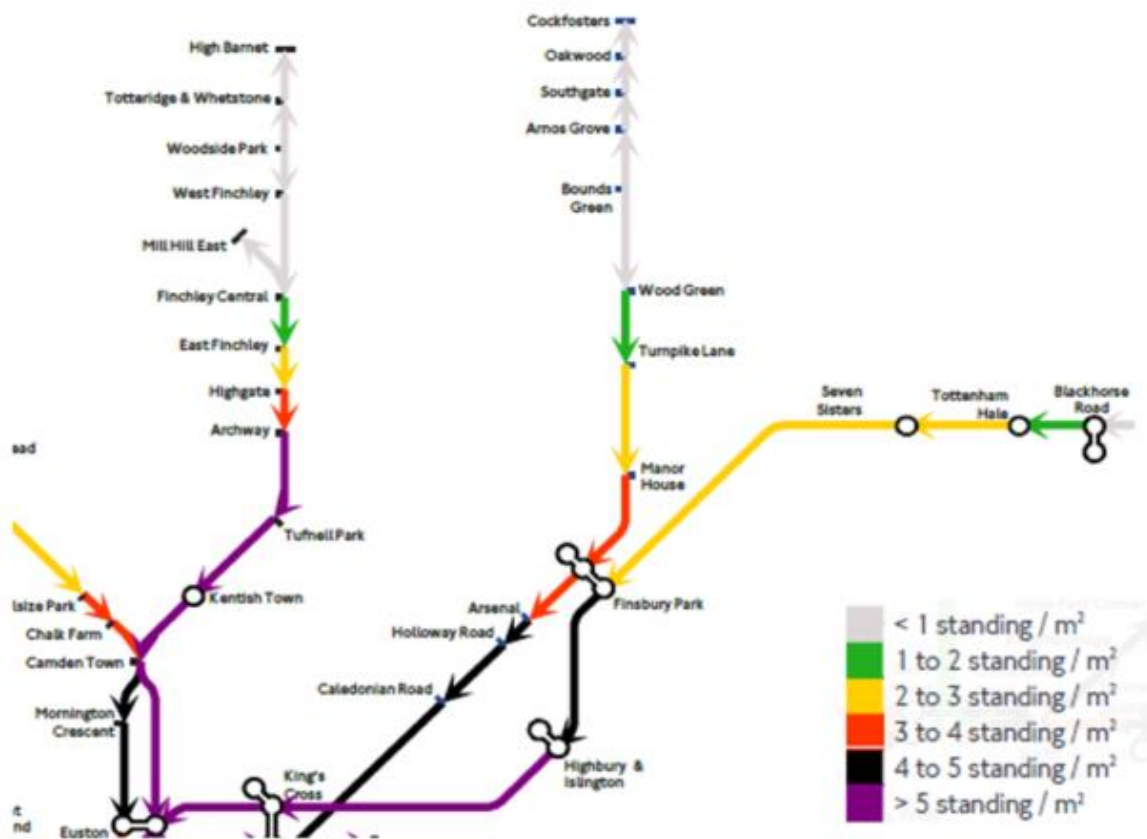 High Barnet
Totteridge & Whetstone
Woodside Park
West Finchley
Mill Hill East
Finchley Central
East Finchley
Highgate
Archway
Tufnell Park
Kentish Town
ead
lsize Park
Chalk Farm
Camden Town
Mornington
Crescent
Euston
nd
Cockfosters
Oakwood
Southgate
Arnos Grove
Bounds
Green
Wood Green
Turnpike Lane
Manor
House
Seven
Sisters
Tottenham
Hale
Blackhorse
Road
Finsbury Park
Arsenal
Holloway Road
Caledonian Road
Highbury &
Islington
King's
Cross
< 1 standing / m²
1 to 2 standing / m²
2 to 3 standing / m²
3 to 4 standing / m²
4 to 5 standing / m²
> 5 standing / m²